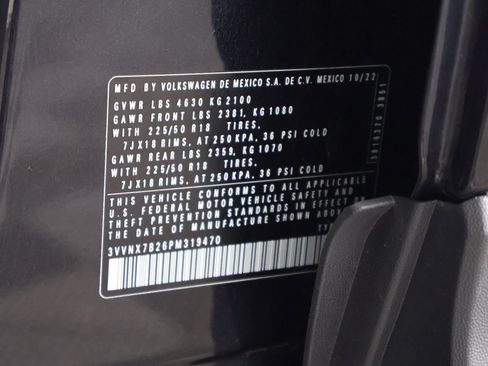 MFD BY VOLKSWAGEN DE MEXICO S.A. DE C.V. MEXICO 10/22
GVWR LBS 4630 KG 2100
GAWR FRONT LBS 2381, KG 1080
WITH 225/50 R18 TIRES,
7JX18 RIMS, AT 250 KPA, 36 PSI COLD
GAWR REAR LBS 2359, KG 1070
WITH 225/50 R18 TIRES,
7JX18 RIMS, AT 250 KPA, 36 PSI COLD
THIS VEHICLE CONFORMS TO ALL APPLICABLE
U.S. FEDERAL MOTOR VEHICLE SAFETY AND
THEFT PREVENTION STANDARDS IN EFFECT ON
THE DATE OF MANUFACTURE SHOWN ABOVE.
3VVNX7B26PM319470